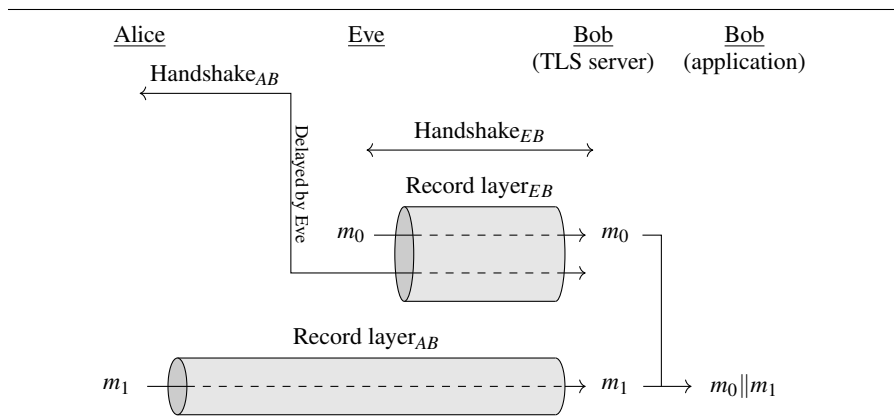 Alice Eve Bob Bob
(TLS server) (application)
Handshake_AB
Delayed by Eve
Handshake_EB
Record layer_EB
m_0 m_0
Record layer_AB
m_1 m_1 m_0‖m_1